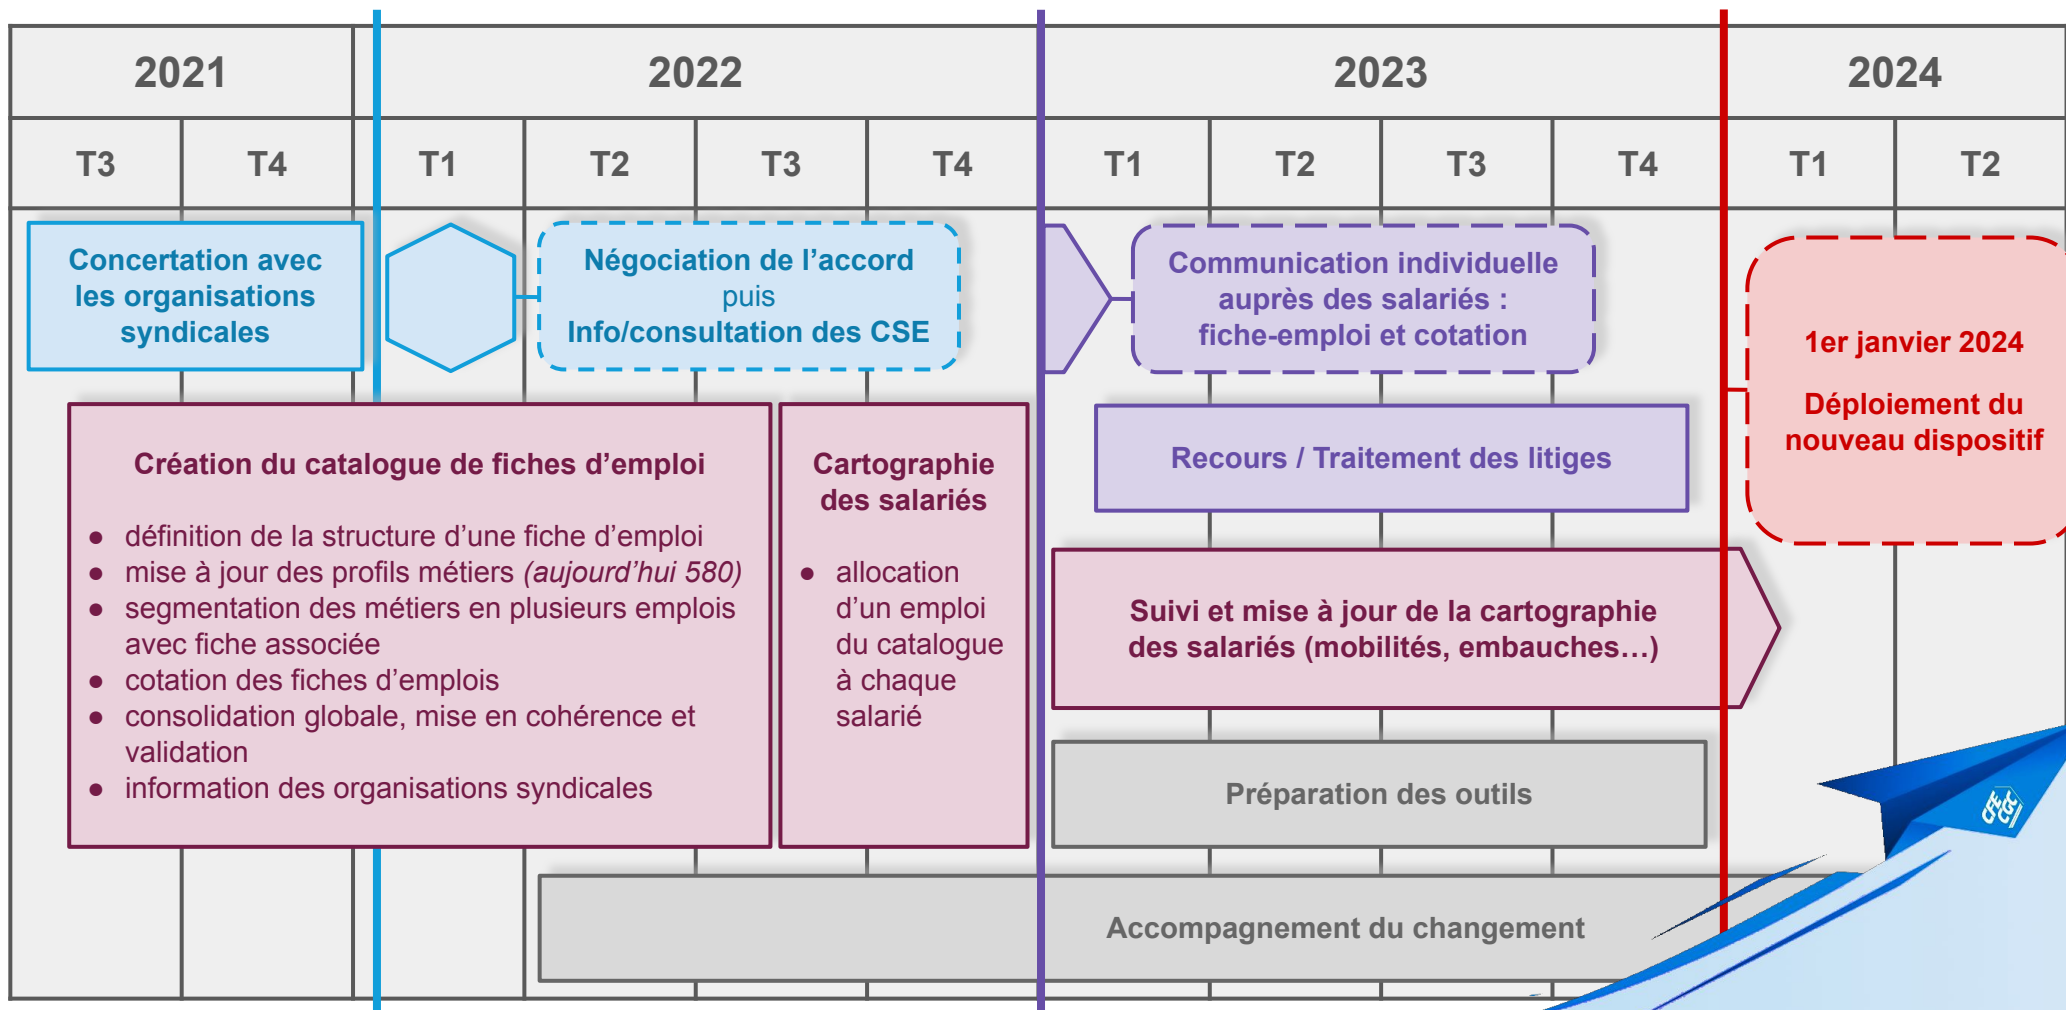 2021
2022
2023
2024
T3
T4
T1
T2
T3
T4
T1
T2
T3
T4
T1
T2
Concertation avec
les organisations
syndicales
Négociation de l’accord
puis
Info/consultation des CSE
Communication individuelle
auprès des salariés :
fiche-emploi et cotation
1er janvier 2024
Déploiement du
nouveau dispositif
Création du catalogue de fiches d’emploi
● définition de la structure d’une fiche d’emploi
● mise à jour des profils métiers (aujourd’hui 580)
● segmentation des métiers en plusieurs emplois
avec fiche associée
● cotation des fiches d’emplois
● consolidation globale, mise en cohérence et
validation
● information des organisations syndicales
Cartographie
des salariés
● allocation
d’un emploi
du catalogue
à chaque
salarié
Recours / Traitement des litiges
Suivi et mise à jour de la cartographie
des salariés (mobilités, embauches…)
Préparation des outils
Accompagnement du changement
CFE
CGC